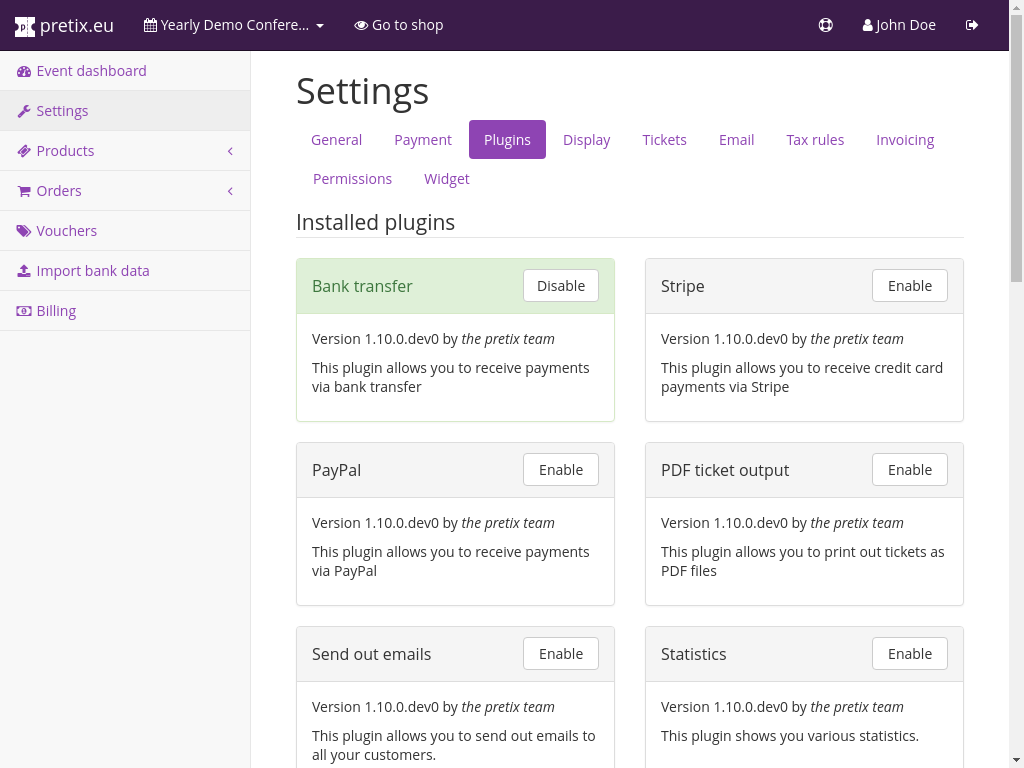 pretix.eu
Yearly Demo Confere...
Go to shop
John Doe
Event dashboard
Settings
Products
Orders
Vouchers
Import bank data
Billing
Settings
General Payment Plugins Display Tickets Email Tax rules Invoicing
Permissions Widget
Installed plugins
Bank transfer
Disable
Version 1.10.0.dev0 by the pretix team
This plugin allows you to receive payments
via bank transfer
Stripe
Enable
Version 1.10.0.dev0 by the pretix team
This plugin allows you to receive credit card
payments via Stripe
PayPal
Enable
Version 1.10.0.dev0 by the pretix team
This plugin allows you to receive payments
via PayPal
PDF ticket output
Enable
Version 1.10.0.dev0 by the pretix team
This plugin allows you to print out tickets as
PDF files
Send out emails
Enable
Version 1.10.0.dev0 by the pretix team
This plugin allows you to send out emails to
all your customers.
Statistics
Enable
Version 1.10.0.dev0 by the pretix team
This plugin shows you various statistics.